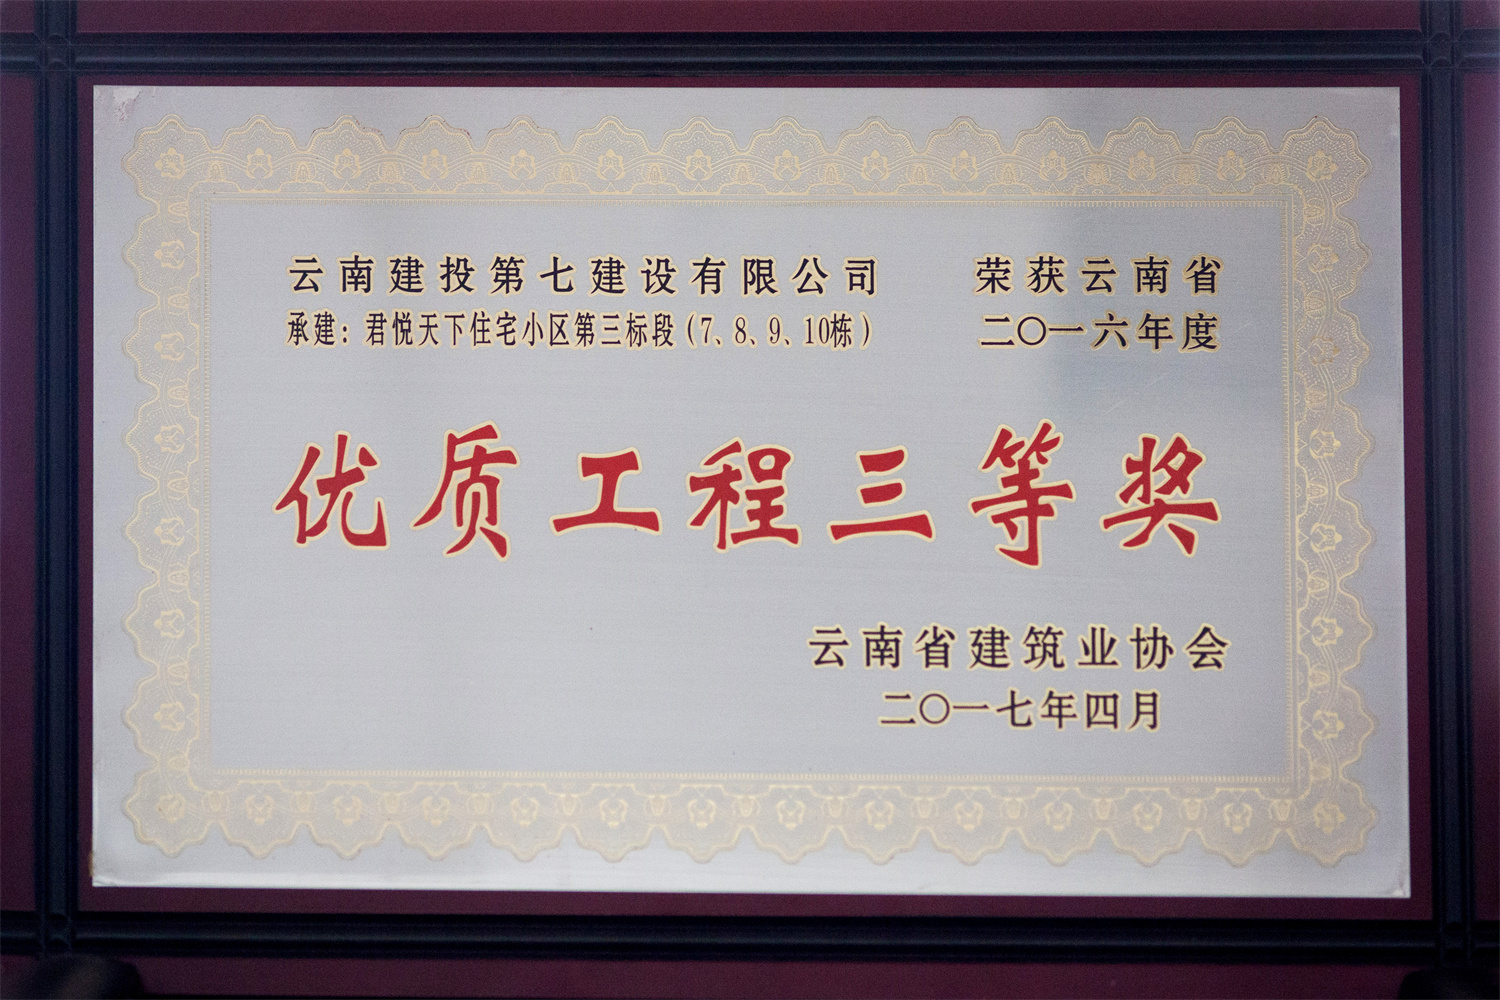 云南建投第七建设有限公司 荣获云南省
承建：君悦天下住宅小区第三标段（7、8、9、10栋） 二〇一六年度
优质工程三等奖
云南省建筑业协会
二〇一七年四月